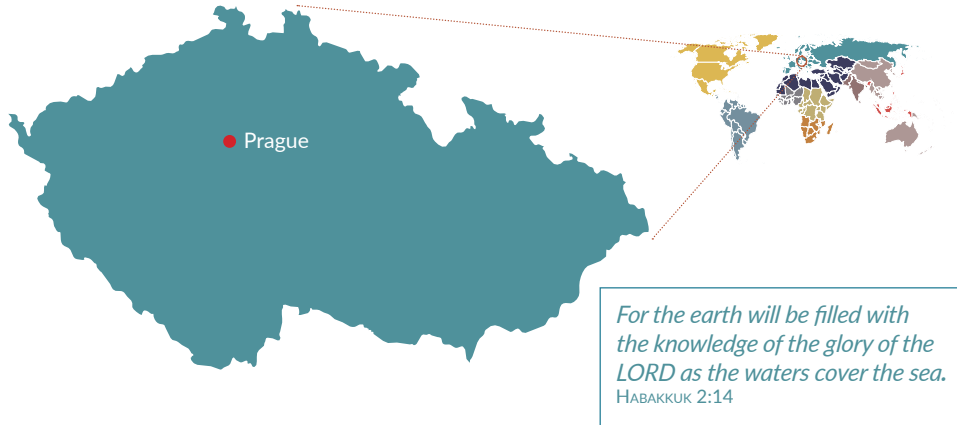 Prague
For the earth will be filled with
the knowledge of the glory of the
LORD as the waters cover the sea.
Habakkuk 2:14